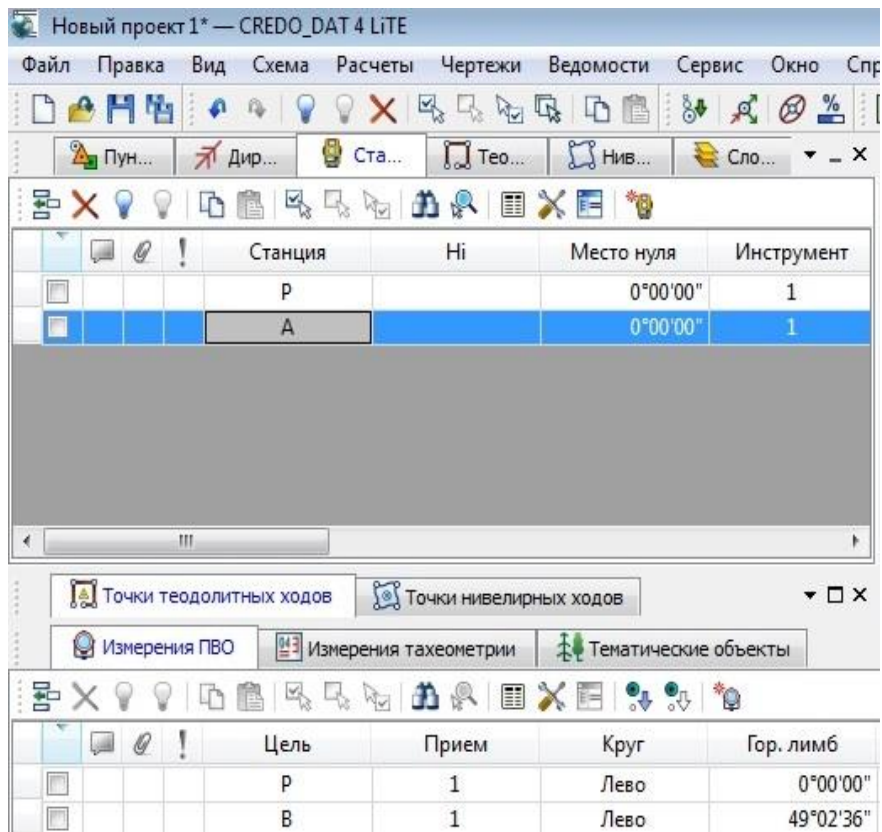 Новый проект 1* — CREDO_DAT 4 LiTE
Файл Правка Вид Схема Расчеты Чертежи Ведомости Сервис Окно Спр
Пун... Дир... Ста... Тео... Нив... Сло...
Станция Hi Место нуля Инструмент
Р 0°00'00" 1
А 0°00'00" 1
Точки теодолитных ходов Точки нивелирных ходов
Измерения ПВО Измерения тахеометрии Тематические объекты
Цель Прием Круг Гор. лимб
Р 1 Лево 0°00'00"
В 1 Лево 49°02'36"